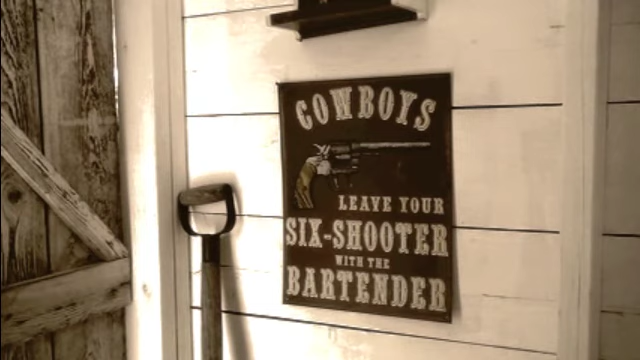 COWBOYS
LEAVE YOUR
SIX-SHOOTER
WITH THE
BARTENDER